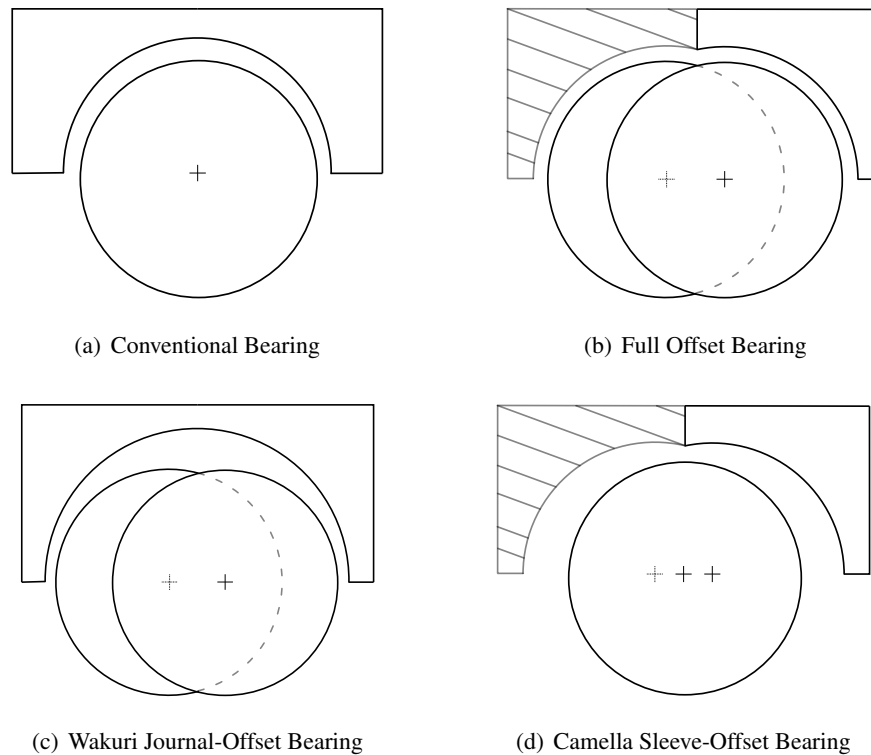 (a) Conventional Bearing
(b) Full Offset Bearing
(c) Wakuri Journal-Offset Bearing
(d) Camella Sleeve-Offset Bearing